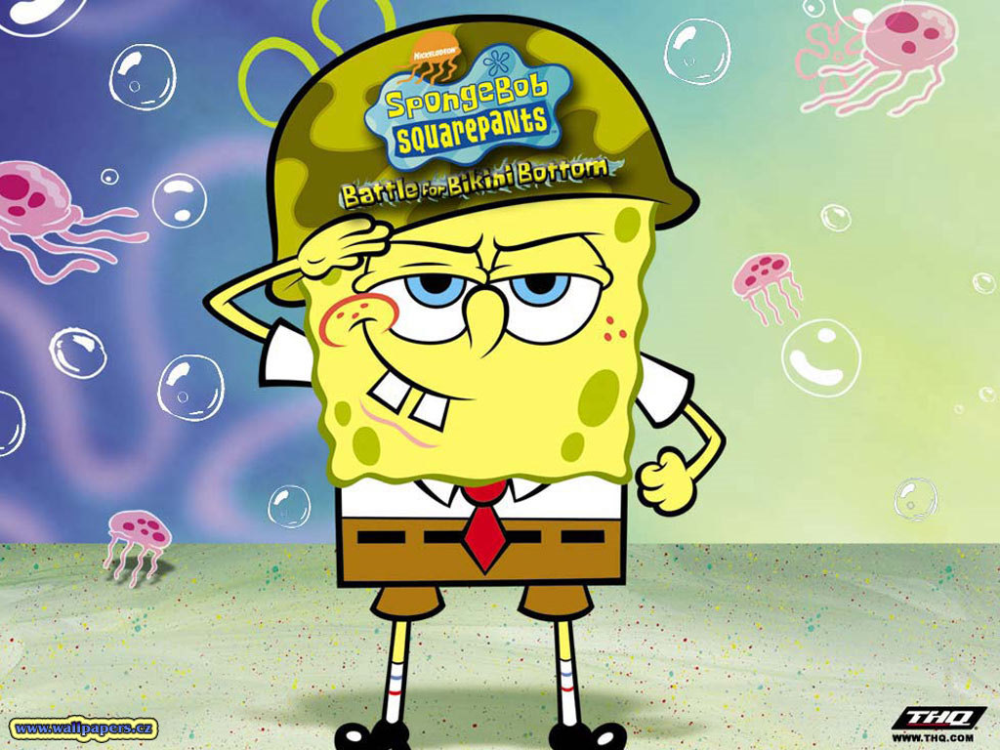 NICKELODEON
SpongeBob
SQUAREPANTS
Battle for Bikini Bottom
www.wallpapers.cz
THQ
WWW.THQ.COM